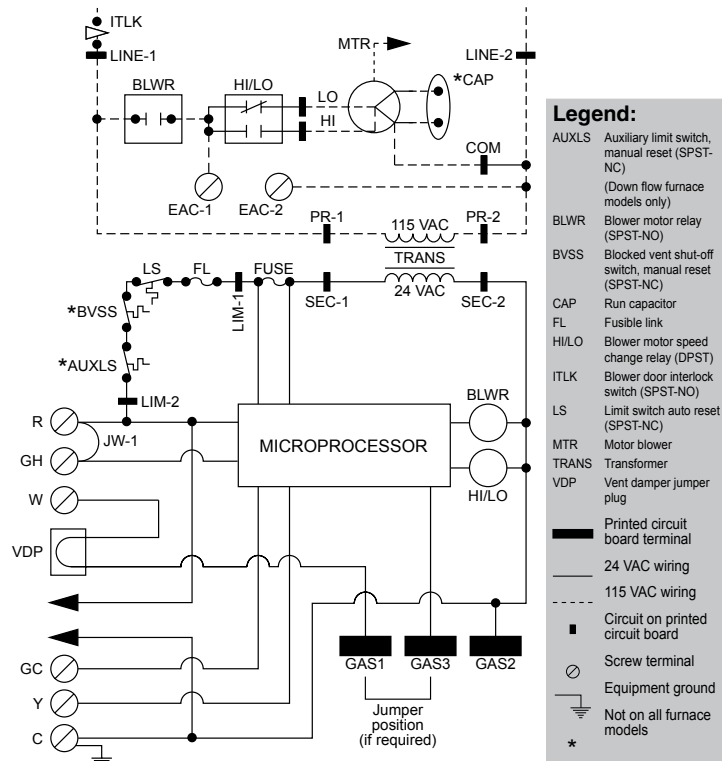 ITLK
LINE-1
MTR
LINE-2
BLWR
HI/LO
LO
HI
*CAP
COM
EAC-1
EAC-2
PR-1
115 VAC
PR-2
TRANS
LS
FL
FUSE
24 VAC
LIM-1
SEC-1
SEC-2
*BVSS
*AUXLS
LIM-2
BLWR
R
JW-1
MICROPROCESSOR
GH
HI/LO
W
VDP
GAS1
GAS3
GAS2
GC
Y
Jumper
position
(if required)
C
Legend:
AUXLS Auxiliary limit switch,
manual reset (SPST-
NC)
(Down flow furnace
models only)
BLWR Blower motor relay
(SPST-NO)
BVSS Blocked vent shut-off
switch, manual reset
(SPST-NC)
CAP Run capacitor
FL Fusible link
HI/LO Blower motor speed
change relay (DPST)
ITLK Blower door interlock
switch (SPST-NO)
LS Limit switch auto reset
(SPST-NC)
MTR Motor blower
TRANS Transformer
VDP Vent damper jumper
plug
Printed circuit
board terminal
24 VAC wiring
115 VAC wiring
Circuit on printed
circuit board
Screw terminal
Equipment ground
Not on all furnace
models
*